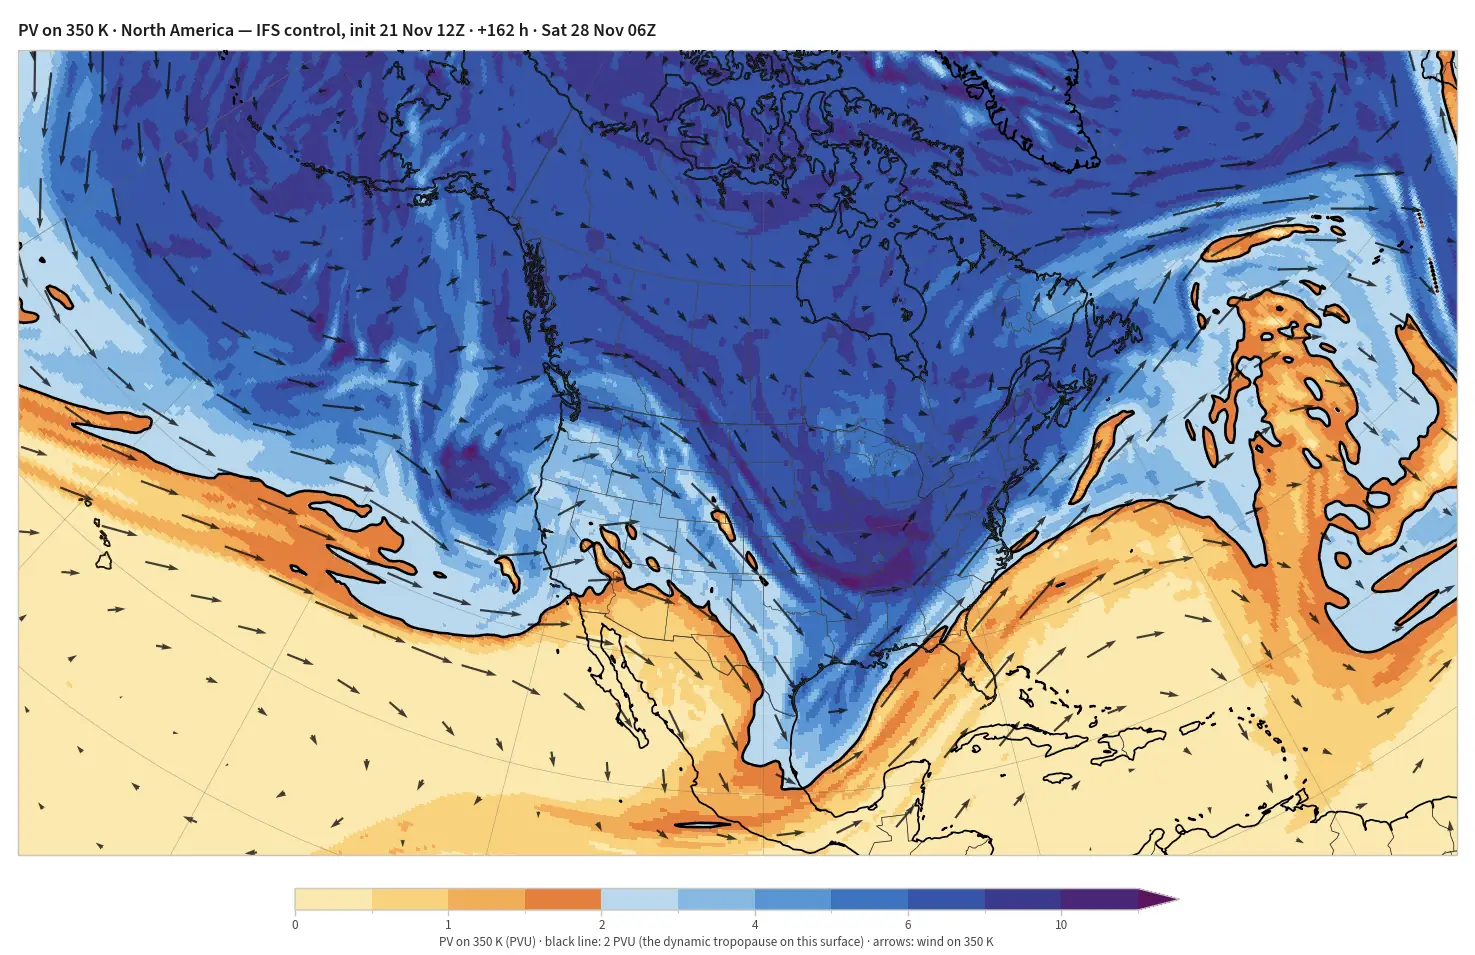 PV on 350 K · North America — IFS control, init 21 Nov 12Z · +162 h · Sat 28 Nov 06Z
0 1 2 4 6 10
PV on 350 K (PVU) · black line: 2 PVU (the dynamic tropopause on this surface) · arrows: wind on 350 K